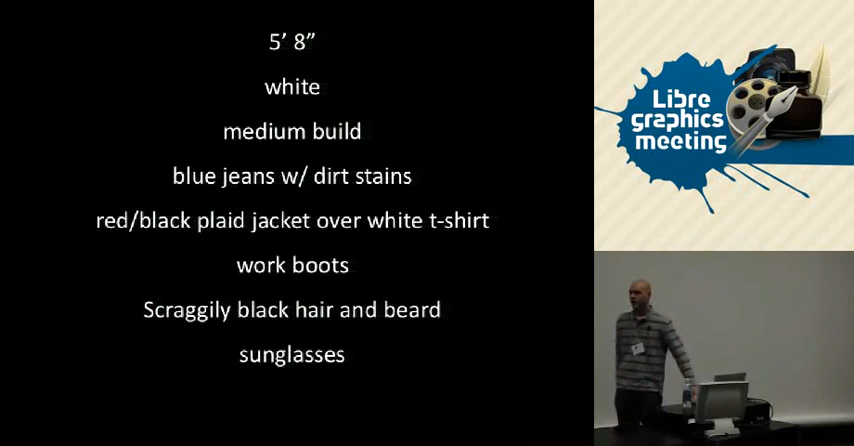 5’ 8”
white
medium build
blue jeans w/ dirt stains
red/black plaid jacket over white t-shirt
work boots
Scraggily black hair and beard
sunglasses
Libre
graphics
meeting